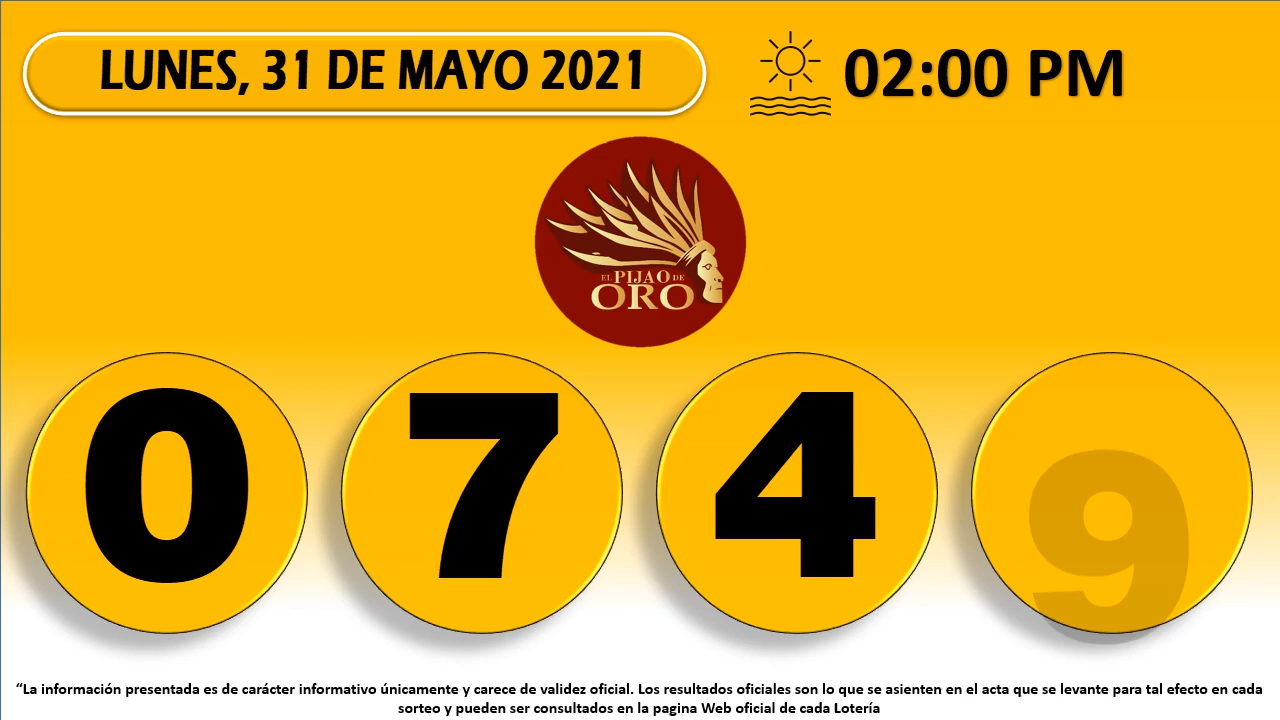 LUNES, 31 DE MAYO 2021
02:00 PM
EL PIJAO DE
ORO
0 7 4 9
“La información presentada es de carácter informativo únicamente y carece de validez oficial. Los resultados oficiales son lo que se asienten en el acta que se levante para tal efecto en cada
sorteo y pueden ser consultados en la pagina Web oficial de cada Lotería